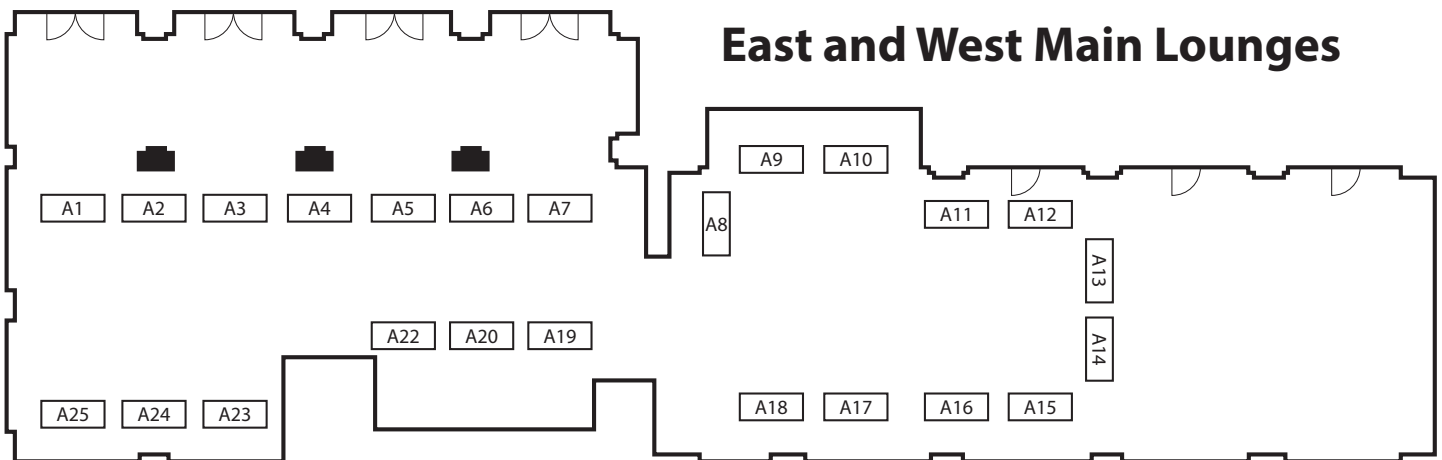 East and West Main Lounges
A9 A10
A1 A2 A3 A4 A5 A6 A7
A8
A11 A12
A13
A22 A20 A19
A14
A25 A24 A23
A18 A17 A16 A15